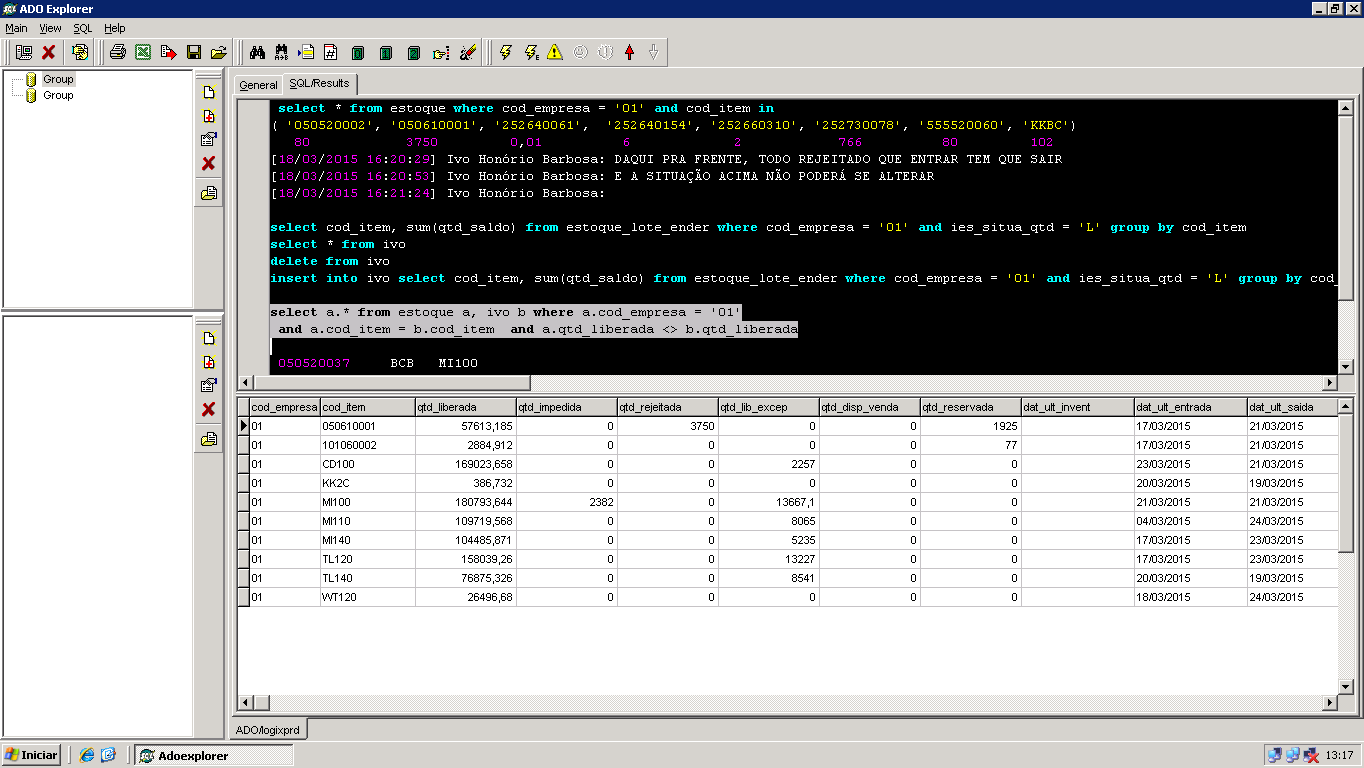 ADO Explorer
Main View SQL Help
Group
Group
General SQL/Results
select * from estoque where cod_empresa = '01' and cod_item in
( '050520002', '050610001', '252640061', '252640154', '252660310', '252730078', '555520060', 'KKBC')
80 3750 0,01 6 2 766 80 102
[18/03/2015 16:20:29] Ivo Honório Barbosa: DAQUI PRA FRENTE, TODO REJEITADO QUE ENTRAR TEM QUE SAIR
[18/03/2015 16:20:53] Ivo Honório Barbosa: E A SITUAÇÃO ACIMA NÃO PODERÁ SE ALTERAR
[18/03/2015 16:21:24] Ivo Honório Barbosa:
select cod_item, sum(qtd_saldo) from estoque_lote_ender where cod_empresa = '01' and ies_situa_qtd = 'L' group by cod_item
select * from ivo
delete from ivo
insert into ivo select cod_item, sum(qtd_saldo) from estoque_lote_ender where cod_empresa = '01' and ies_situa_qtd = 'L' group by cod_
select a.* from estoque a, ivo b where a.cod_empresa = '01'
and a.cod_item = b.cod_item and a.qtd_liberada <> b.qtd_liberada
050520037 BCB MI100
cod_empresa cod_item qtd_liberada qtd_impedida qtd_rejeitada qtd_lib_excep qtd_disp_venda qtd_reservada dat_ult_invent dat_ult_entrada dat_ult_saida
01 050610001 57613,185 0 3750 0 0 1925 17/03/2015 21/03/2015
01 101060002 2884,912 0 0 0 0 77 17/03/2015 21/03/2015
01 CD100 169023,658 0 0 2257 0 0 23/03/2015 21/03/2015
01 KK2C 386,732 0 0 0 0 0 20/03/2015 19/03/2015
01 MI100 180793,644 2382 0 13667,1 0 0 21/03/2015 21/03/2015
01 MI110 109719,568 0 0 8065 0 0 04/03/2015 24/03/2015
01 MI140 104485,871 0 0 5235 0 0 17/03/2015 23/03/2015
01 TL120 158039,26 0 0 13227 0 0 17/03/2015 23/03/2015
01 TL140 76875,326 0 0 8541 0 0 20/03/2015 19/03/2015
01 WT120 26496,68 0 0 0 0 0 18/03/2015 24/03/2015
ADO/logixprd
Iniciar Adoexplorer 13:17